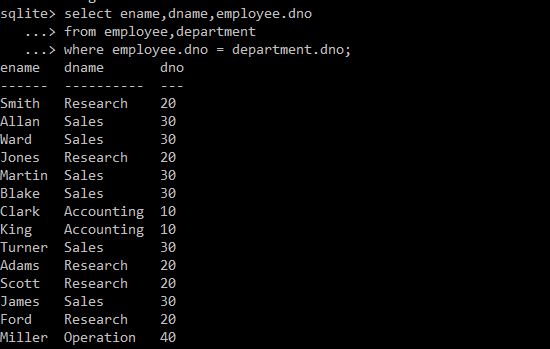 sqlite> select ename,dname,employee.dno
   ...> from employee,department
   ...> where employee.dno = department.dno;
ename   dname       dno
------  ----------  ---
Smith   Research    20
Allan   Sales       30
Ward    Sales       30
Jones   Research    20
Martin  Sales       30
Blake   Sales       30
Clark   Accounting  10
King    Accounting  10
Turner  Sales       30
Adams   Research    20
Scott   Research    20
James   Sales       30
Ford    Research    20
Miller  Operation   40